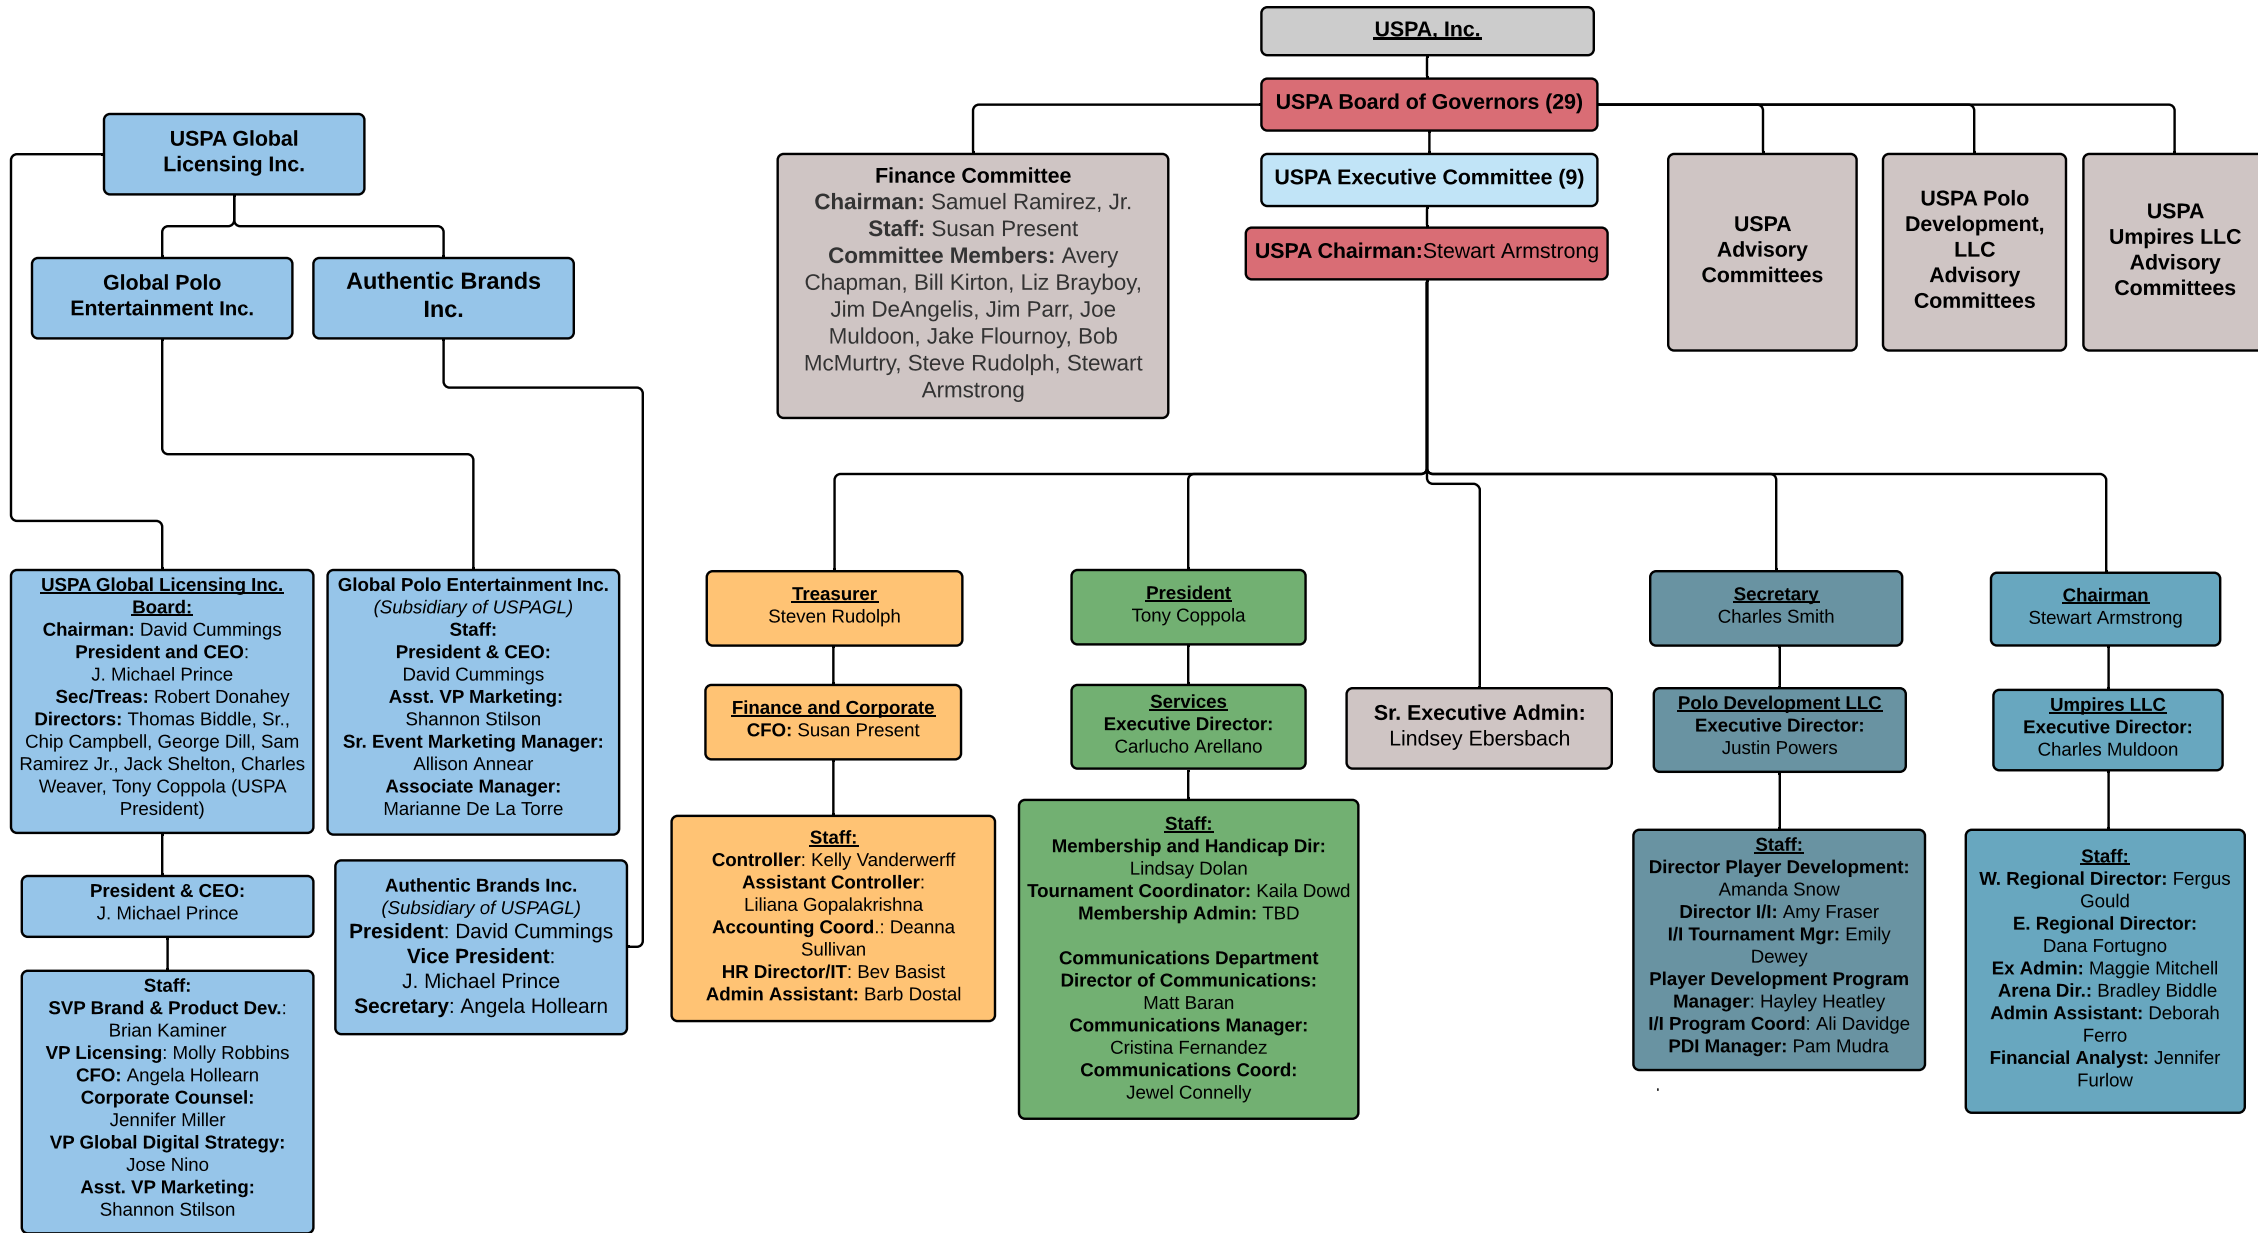 USPA, Inc.
USPA Board of Governors (29)
USPA Executive Committee (9)
USPA Chairman:Stewart Armstrong
Finance Committee
Chairman: Samuel Ramirez, Jr.
Staff: Susan Present
Committee Members: Avery
Chapman, Bill Kirton, Liz Brayboy,
Jim DeAngelis, Jim Parr, Joe
Muldoon, Jake Flournoy, Bob
McMurtry, Steve Rudolph, Stewart
Armstrong
USPA
Advisory
Committees
USPA Polo
Development,
LLC
Advisory
Committees
USPA
Umpires LLC
Advisory
Committees
USPA Global
Licensing Inc.
Global Polo
Entertainment Inc.
Authentic Brands
Inc.
USPA Global Licensing Inc.
Board:
Chairman: David Cummings
President and CEO:
J. Michael Prince
Sec/Treas: Robert Donahey
Directors: Thomas Biddle, Sr.,
Chip Campbell, George Dill, Sam
Ramirez Jr., Jack Shelton, Charles
Weaver, Tony Coppola (USPA
President)
President & CEO:
J. Michael Prince
Staff:
SVP Brand & Product Dev.:
Brian Kaminer
VP Licensing: Molly Robbins
CFO: Angela Hollearn
Corporate Counsel:
Jennifer Miller
VP Global Digital Strategy:
Jose Nino
Asst. VP Marketing:
Shannon Stilson
Global Polo Entertainment Inc.
(Subsidiary of USPAGL)
Staff:
President & CEO:
David Cummings
Asst. VP Marketing:
Shannon Stilson
Sr. Event Marketing Manager:
Allison Annear
Associate Manager:
Marianne De La Torre
Authentic Brands Inc.
(Subsidiary of USPAGL)
President: David Cummings
Vice President:
J. Michael Prince
Secretary: Angela Hollearn
Treasurer
Steven Rudolph
Finance and Corporate
CFO: Susan Present
Staff:
Controller: Kelly Vanderwerff
Assistant Controller:
Liliana Gopalakrishna
Accounting Coord.: Deanna
Sullivan
HR Director/IT: Bev Basist
Admin Assistant: Barb Dostal
President
Tony Coppola
Services
Executive Director:
Carlucho Arellano
Staff:
Membership and Handicap Dir:
Lindsay Dolan
Tournament Coordinator: Kaila Dowd
Membership Admin: TBD
Communications Department
Director of Communications:
Matt Baran
Communications Manager:
Cristina Fernandez
Communications Coord:
Jewel Connelly
Sr. Executive Admin:
Lindsey Ebersbach
Secretary
Charles Smith
Polo Development LLC
Executive Director:
Justin Powers
Staff:
Director Player Development:
Amanda Snow
Director I/I: Amy Fraser
I/I Tournament Mgr: Emily
Dewey
Player Development Program
Manager: Hayley Heatley
I/I Program Coord: Ali Davidge
PDI Manager: Pam Mudra
Chairman
Stewart Armstrong
Umpires LLC
Executive Director:
Charles Muldoon
Staff:
W. Regional Director: Fergus
Gould
E. Regional Director:
Dana Fortugno
Ex Admin: Maggie Mitchell
Arena Dir.: Bradley Biddle
Admin Assistant: Deborah
Ferro
Financial Analyst: Jennifer
Furlow